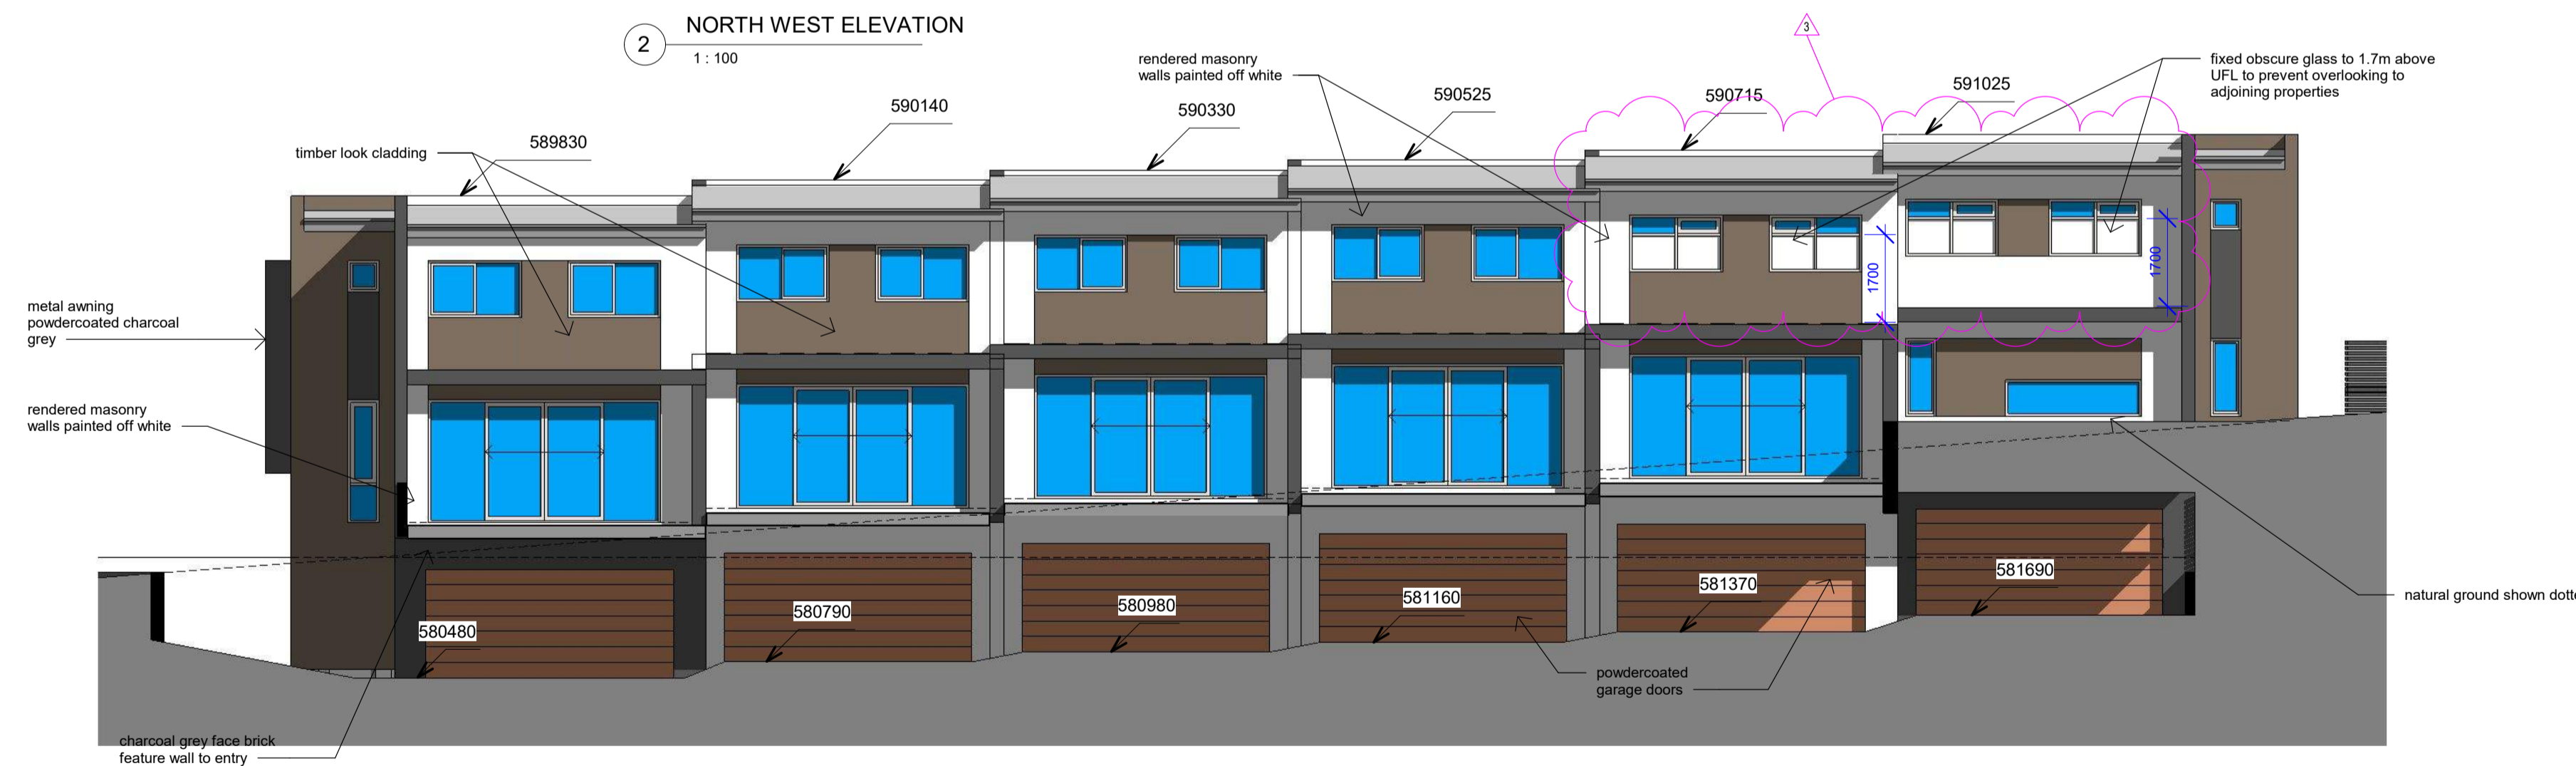 2
NORTH WEST ELEVATION
1 : 100
3
rendered masonry
walls painted off white
fixed obscure glass to 1.7m above
UFL to prevent overlooking to
adjoining properties
589830
590140
590330
590525
590715
591025
timber look cladding
metal awning
powdercoated charcoal
grey
rendered masonry
walls painted off white
1700
1700
580480
580790
580980
581160
581370
581690
natural ground shown dotte
powdercoated
garage doors
charcoal grey face brick
feature wall to entry